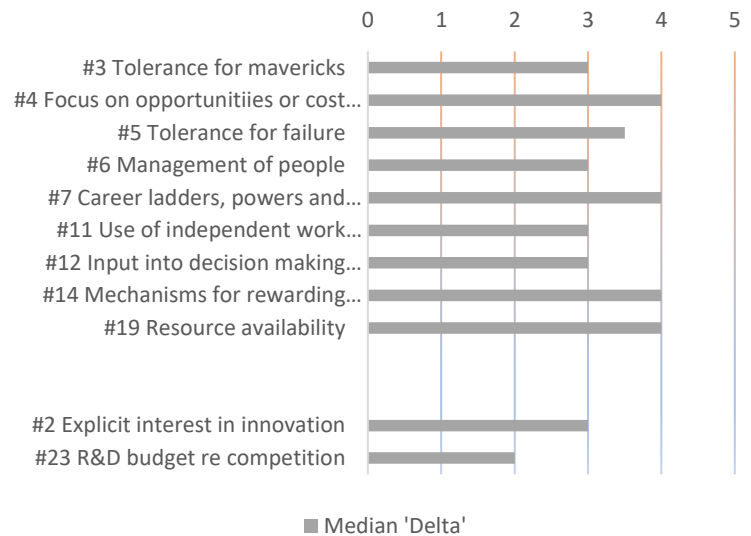 0 1 2 3 4 5
#3 Tolerance for mavericks
#4 Focus on opportunitiies or cost…
#5 Tolerance for failure
#6 Management of people
#7 Career ladders, powers and…
#11 Use of independent work…
#12 Input into decision making…
#14 Mechanisms for rewarding…
#19 Resource availability
#2 Explicit interest in innovation
#23 R&D budget re competition
Median 'Delta'